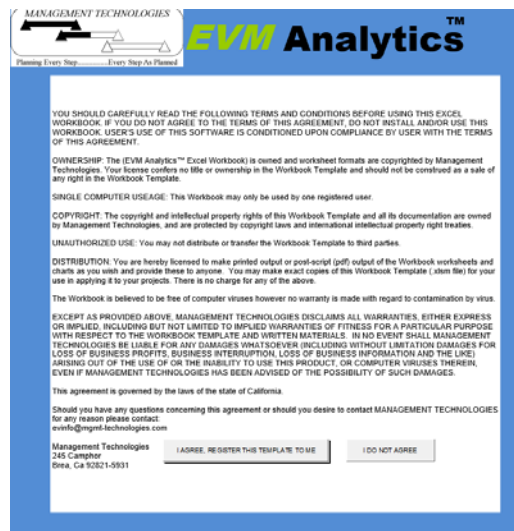 MANAGEMENT TECHNOLOGIES
Planning Every Step............Every Step As Planned
EVM Analytics™
YOU SHOULD CAREFULLY READ THE FOLLOWING TERMS AND CONDITIONS BEFORE USING THIS EXCEL
WORKBOOK. IF YOU DO NOT AGREE TO THE TERMS OF THIS AGREEMENT, DO NOT INSTALL AND/OR USE THIS
WORKBOOK. USER'S USE OF THIS SOFTWARE IS CONDITIONED UPON COMPLIANCE BY USER WITH THE TERMS
OF THIS AGREEMENT.
OWNERSHIP: The (EVM Analytics™ Excel Workbook) is owned and worksheet formats are copyrighted by Management
Technologies. Your license confers no title or ownership in the Workbook Template and should not be construed as a sale of
any right in the Workbook Template.
SINGLE COMPUTER USEAGE: This Workbook may only be used by one registered user.
COPYRIGHT: The copyright and intellectual property rights of this Workbook Template and all its documentation are owned
by Management Technologies, and are protected by copyright laws and international intellectual property right treaties.
UNAUTHORIZED USE: You may not distribute or transfer the Workbook Template to third parties.
DISTRIBUTION: You are hereby licensed to make printed output or post-script (pdf) output of the Workbook worksheets and
charts as you wish and provide these to anyone. You may make exact copies of this Workbook Template (.xlsm file) for your
use in applying it to your projects. There is no charge for any of the above.
The Workbook is believed to be free of computer viruses however no warranty is made with regard to contamination by virus.
EXCEPT AS PROVIDED ABOVE, MANAGEMENT TECHNOLOGIES DISCLAIMS ALL WARRANTIES, EITHER EXPRESS
OR IMPLIED, INCLUDING BUT NOT LIMITED TO IMPLIED WARRANTIES OF FITNESS FOR A PARTICULAR PURPOSE
WITH RESPECT TO THE WORKBOOK TEMPLATE AND WRITTEN MATERIALS. IN NO EVENT SHALL MANAGEMENT
TECHNOLOGIES BE LIABLE FOR ANY DAMAGES WHATSOEVER (INCLUDING WITHOUT LIMITATION DAMAGES FOR
LOSS OF BUSINESS PROFITS, BUSINESS INTERRUPTION, LOSS OF BUSINESS INFORMATION AND THE LIKE)
ARISING OUT OF THE USE OF OR THE INABILITY TO USE THIS PRODUCT, OR COMPUTER VIRUSES THEREIN,
EVEN IF MANAGEMENT TECHNOLOGIES HAS BEEN ADVISED OF THE POSSIBILITY OF SUCH DAMAGES.
This agreement is governed by the laws of the state of California.
Should you have any questions concerning this agreement or should you desire to contact MANAGEMENT TECHNOLOGIES
for any reason please contact:
evinfo@mgmt-technologies.com
Management Technologies
245 Camphor
Brea, Ca 92821-5931
I AGREE, REGISTER THIS TEMPLATE TO ME
I DO NOT AGREE